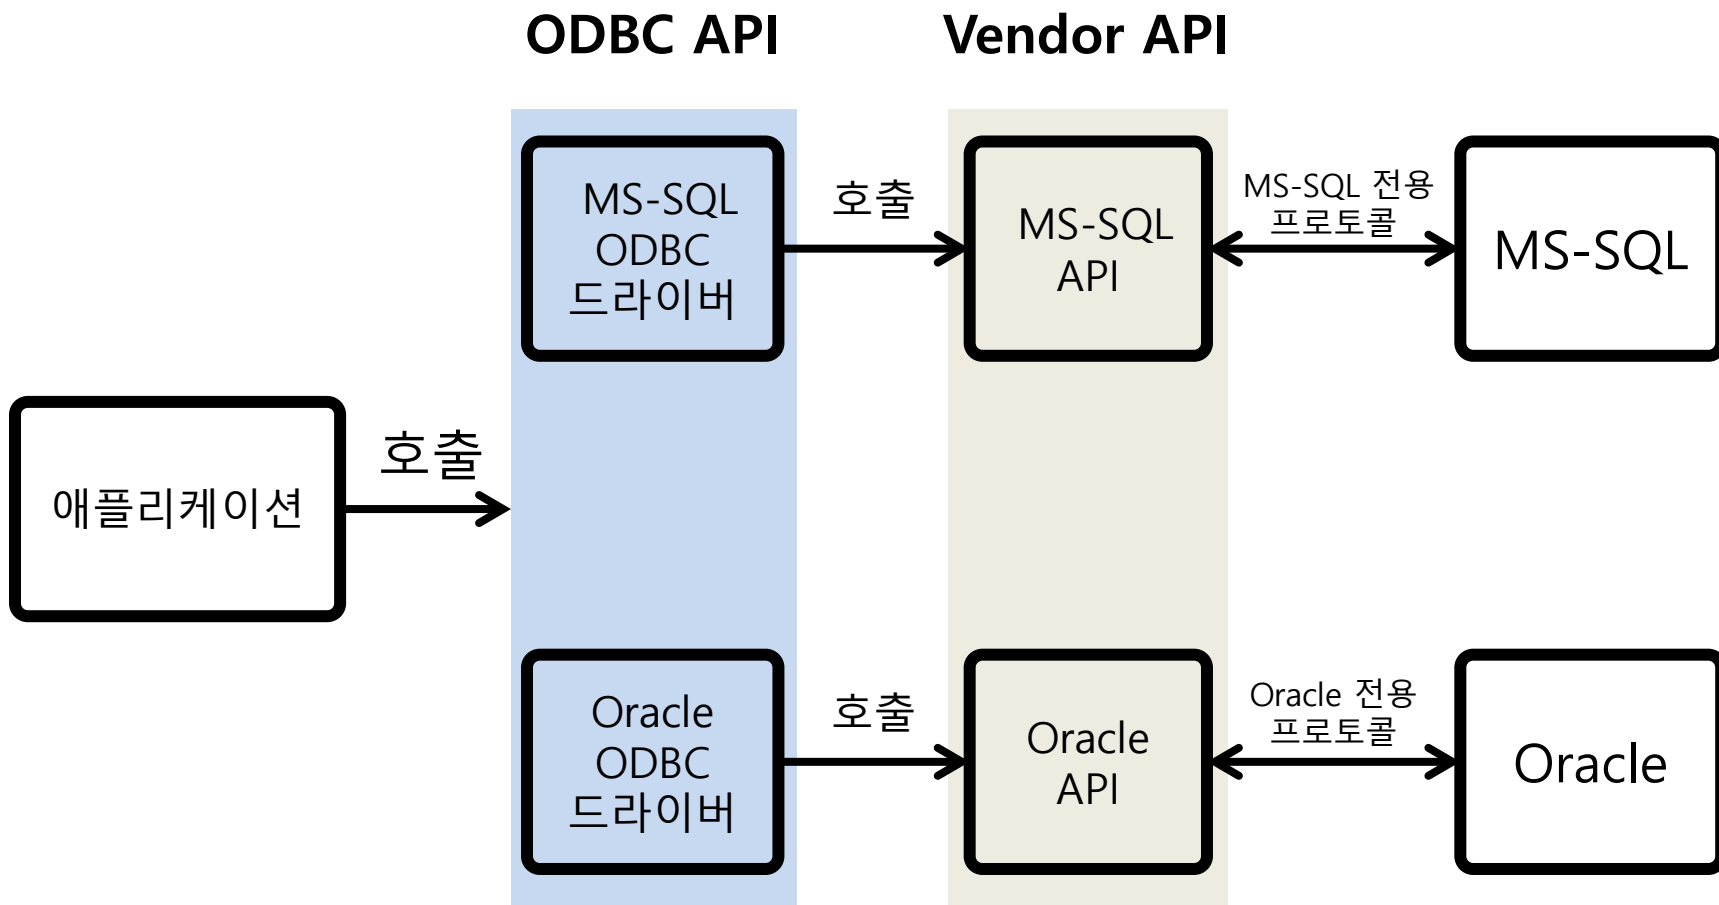 ODBC API
Vendor API
MS-SQL
ODBC
드라이버
호출
MS-SQL
API
MS-SQL 전용
프로토콜
MS-SQL
애플리케이션
호출
Oracle
ODBC
드라이버
호출
Oracle
API
Oracle 전용
프로토콜
Oracle